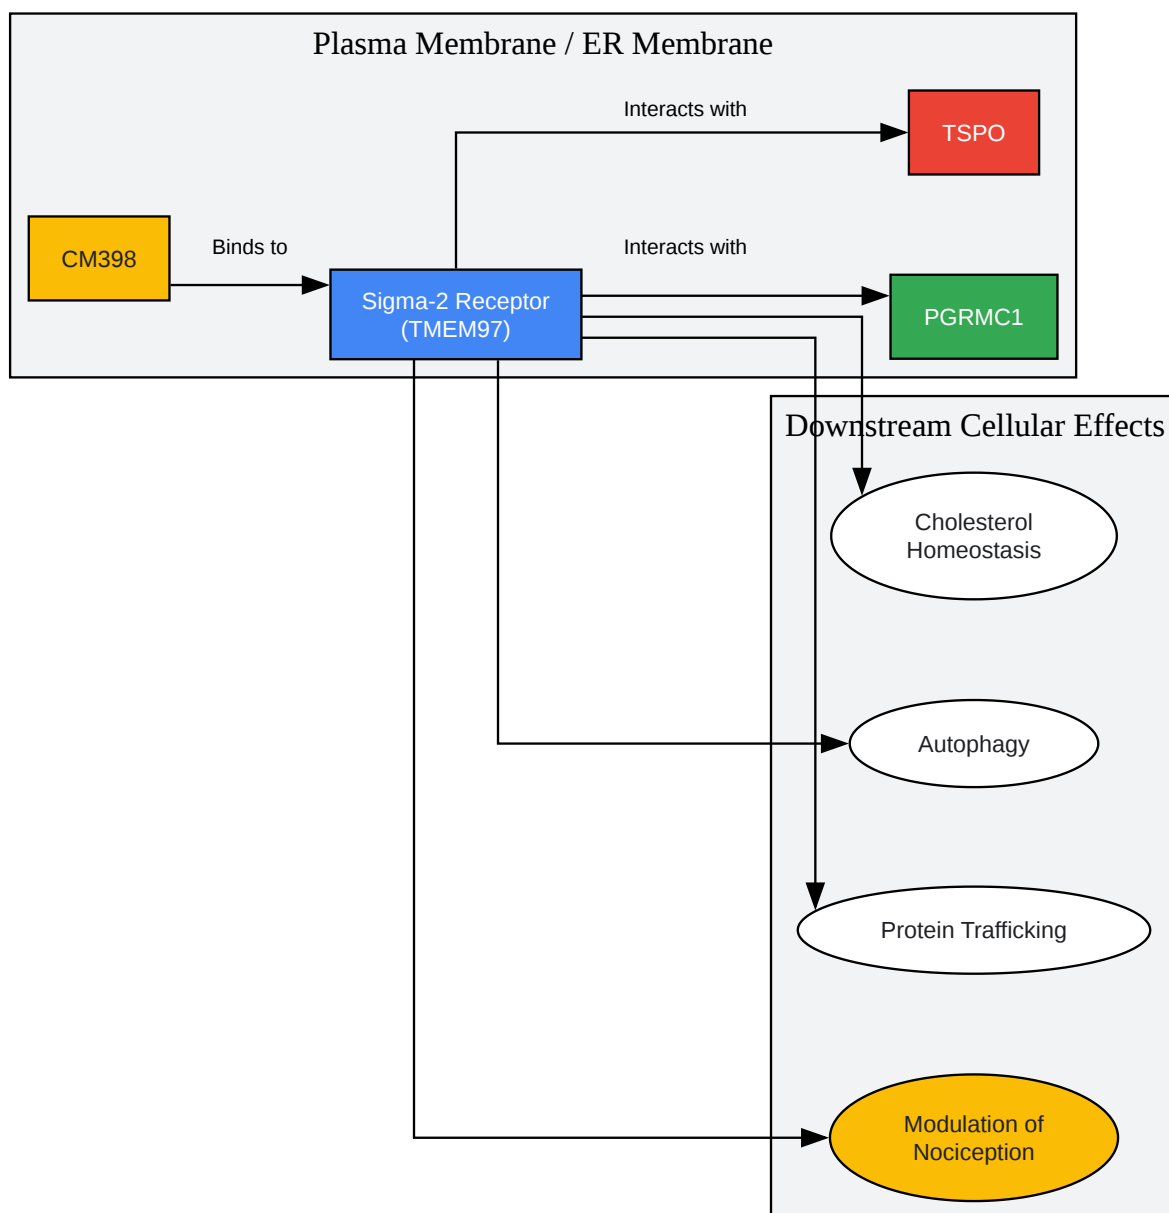 Plasma Membrane / ER Membrane
Interacts with
TSPO
CM398
Binds to
Interacts with
Sigma-2 Receptor
(TMEM97)
PGRMC1
Downstream Cellular Effects
Cholesterol
Homeostasis
Autophagy
Protein Trafficking
Modulation of
Nociception